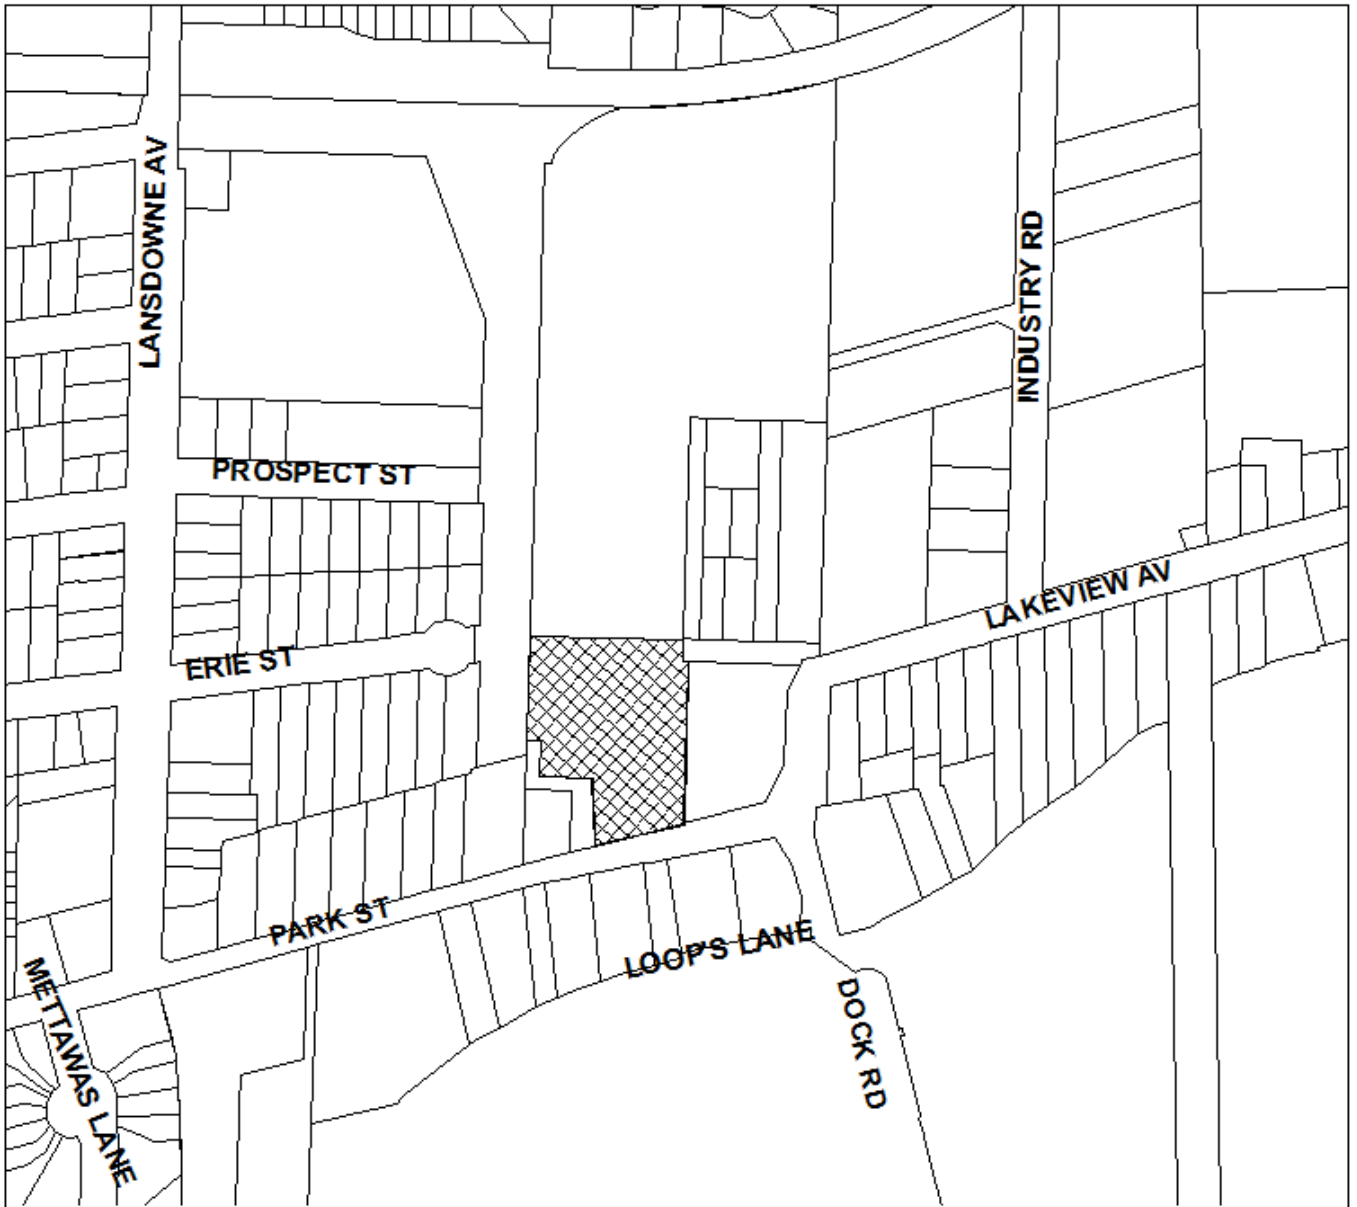 LANSDOWNE AV
INDUSTRY RD
PROSPECT ST
LAKEVIEW AV
ERIE ST
PARK ST
LOOP'S LANE
METTAWAS LANE
DOCK RD